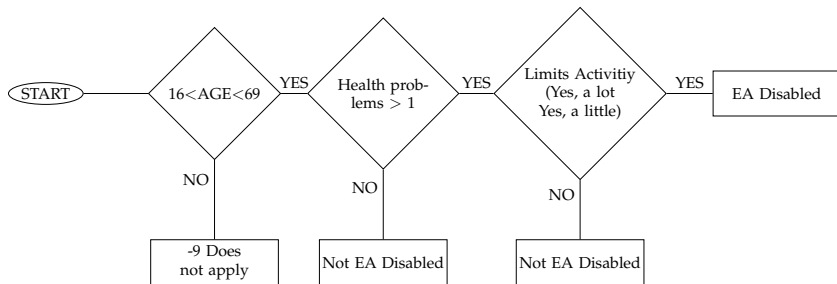 START
16<AGE<69
YES
Health prob-
lems > 1
YES
Limits Activitiy
(Yes, a lot
Yes, a little)
YES
EA Disabled
NO
NO
NO
-9 Does
not apply
Not EA Disabled
Not EA Disabled